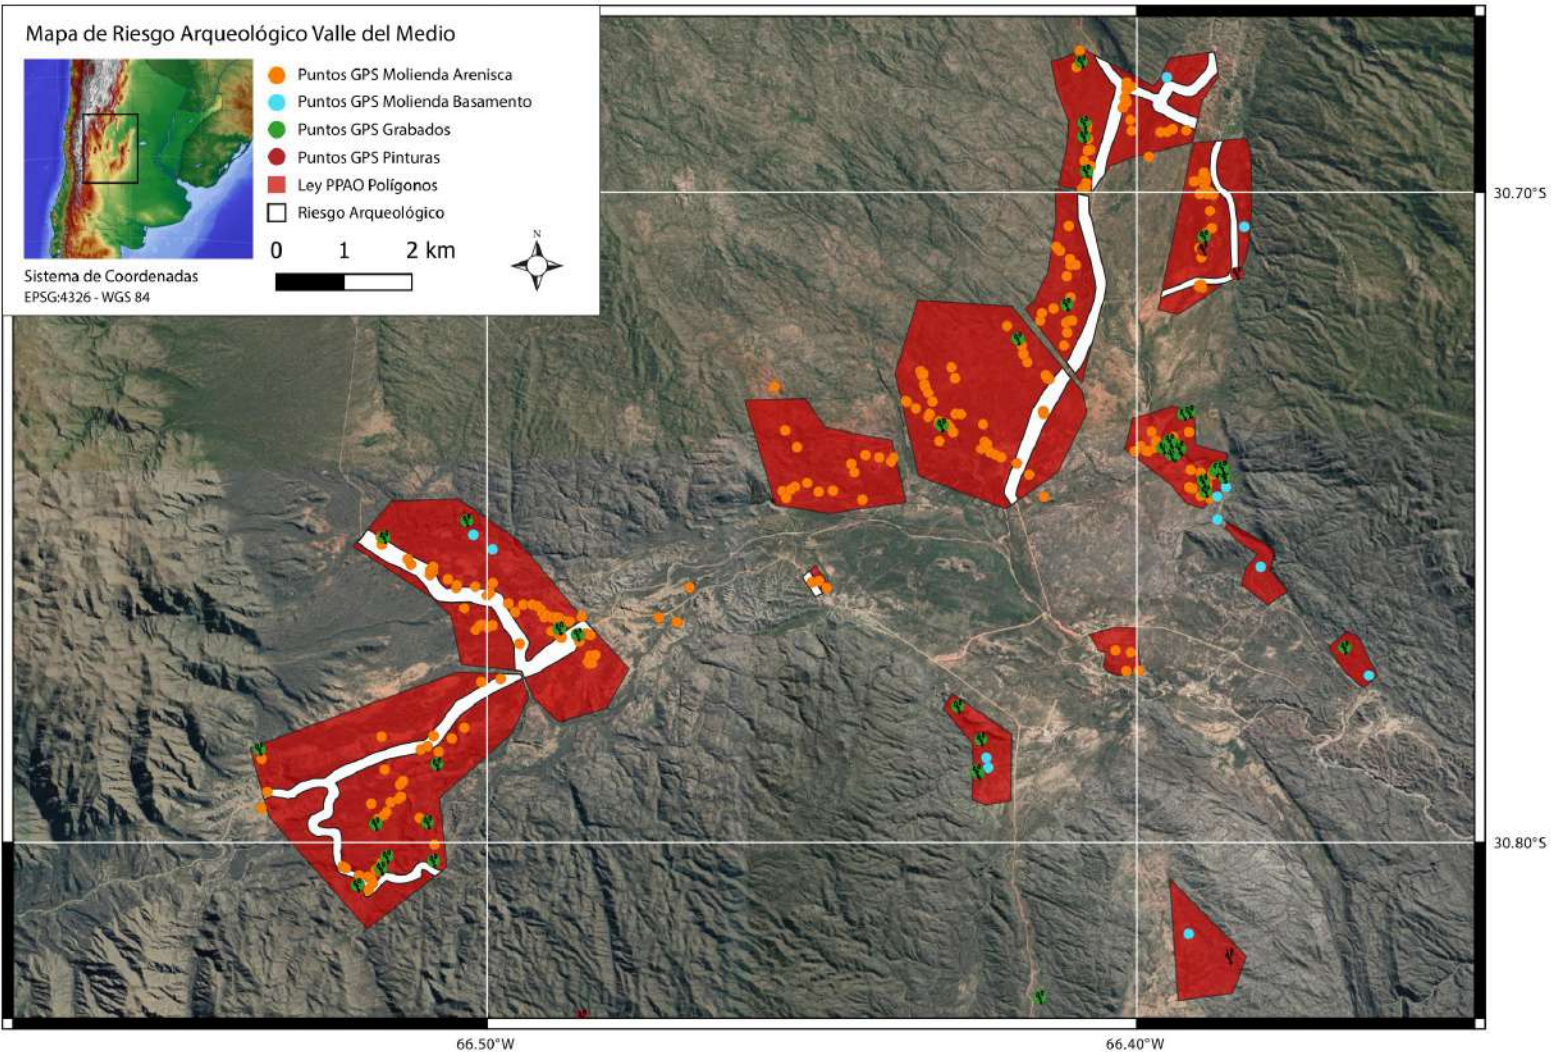 Mapa de Riesgo Arqueológico Valle del Medio
Puntos GPS Molienda Arenisca
Puntos GPS Molienda Basamento
Puntos GPS Grabados
Puntos GPS Pinturas
Ley PPAO Polígonos
Riesgo Arqueológico
0 1 2 km
N
Sistema de Coordenadas
EPSG:4326 - WGS 84
30.70°S
30.80°S
66.50°W 66.40°W